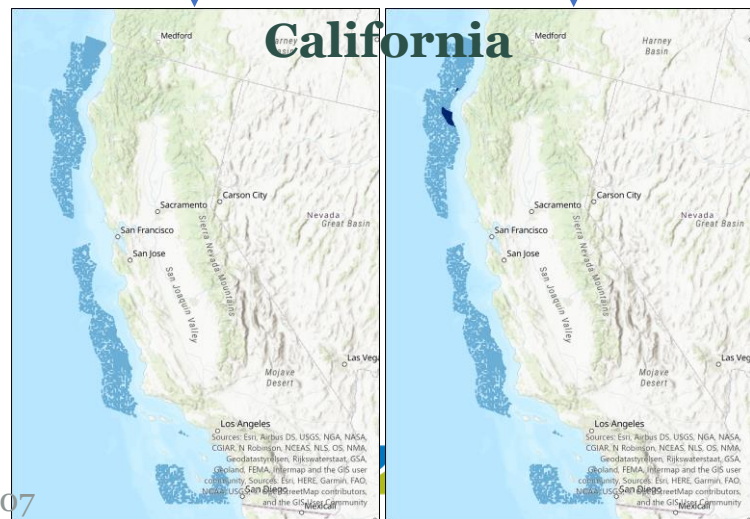 California
Medford
Harney
Basin
Carson City
Sacramento
Nevada
Great Basin
San Francisco
San Jose
Sierra Nevada Mountains
San Joaquin Valley
Las Vega
Mojave
Desert
Los Angeles
Sources: Esri, Airbus DS, USGS, NGA, NASA,
CGIAR, N Robinson, NCEAS, NLS, OS, NMA,
Geodatastyrelsen, Rijkswaterstaat, GSA,
Geoland, FEMA, Intermap and the GIS user
community, Sources: Esri, HERE, Garmin, FAO,
NOAA, USGS, © OpenStreetMap contributors,
and the GIS User Community
San Diego
Mexicali
Medford
Harney
Basin
Carson City
Sacramento
Nevada
Great Basin
San Francisco
San Jose
Sierra Nevada Mountains
San Joaquin Valley
Las Vega
Mojave
Desert
Los Angeles
Sources: Esri, Airbus DS, USGS, NGA, NASA,
CGIAR, N Robinson, NCEAS, NLS, OS, NMA,
Geodatastyrelsen, Rijkswaterstaat, GSA,
Geoland, FEMA, Intermap and the GIS user
community, Sources: Esri, HERE, Garmin, FAO,
NOAA, USGS, © OpenStreetMap contributors,
and the GIS User Community
San Diego
Mexicali
07